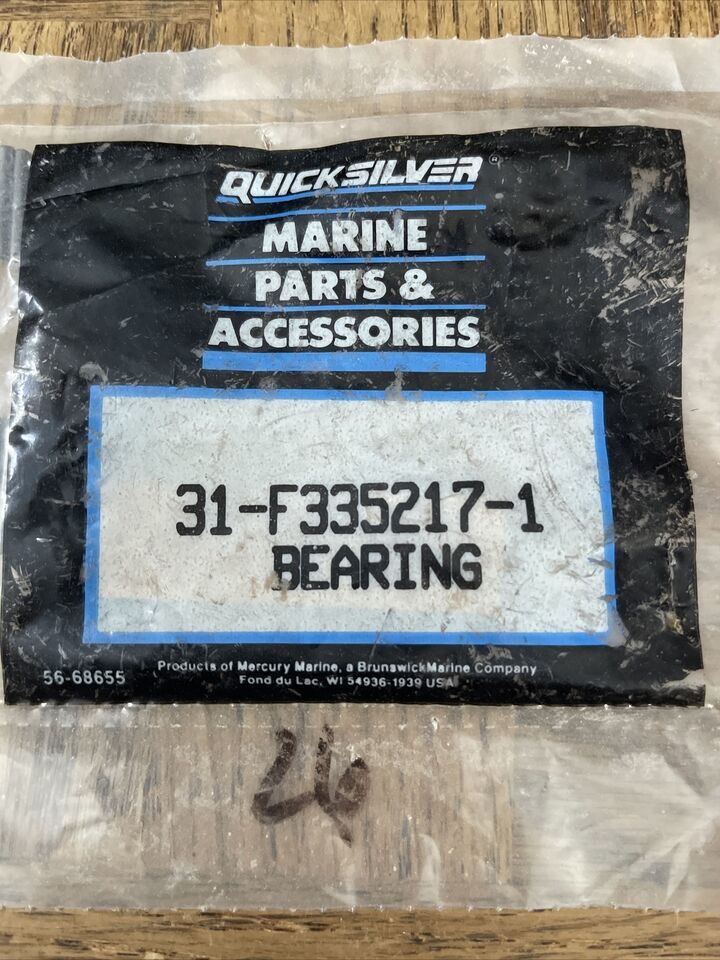 QUICKSILVER®
MARINE
PARTS &
ACCESSORIES
31-F335217-1
BEARING
56-68655
Products of Mercury Marine, a Brunswick Marine Company
Fond du Lac, WI 54936-1939 USA
26